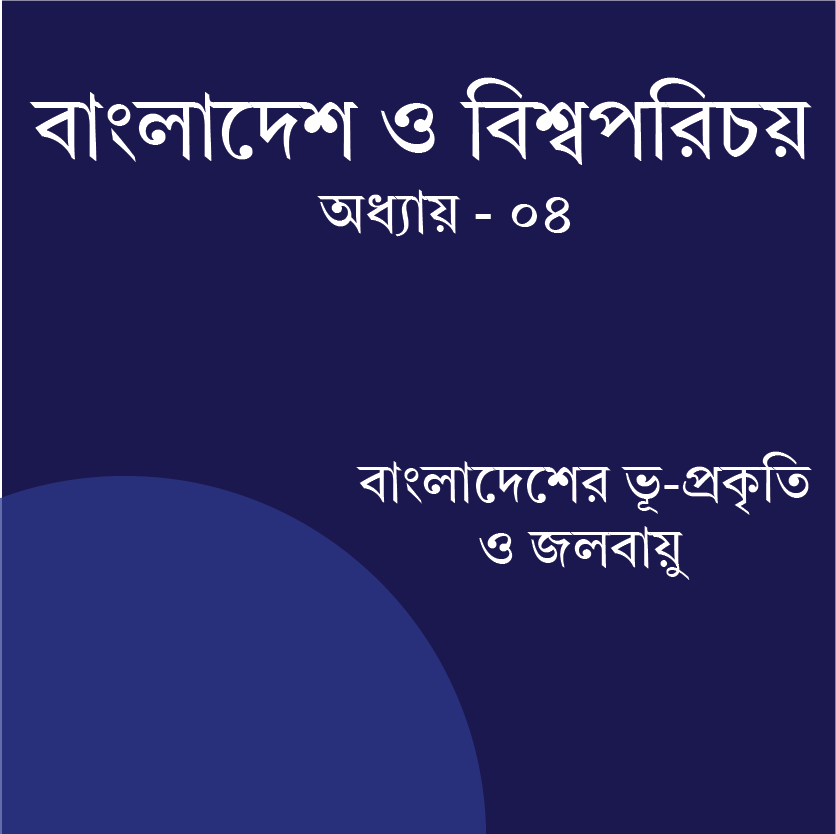 বাংলাদেশ ও বিশ্বপরিচয়
অধ্যায় - ০৪
বাংলাদেশের ভূ-প্রকৃতি
ও জলবায়ু